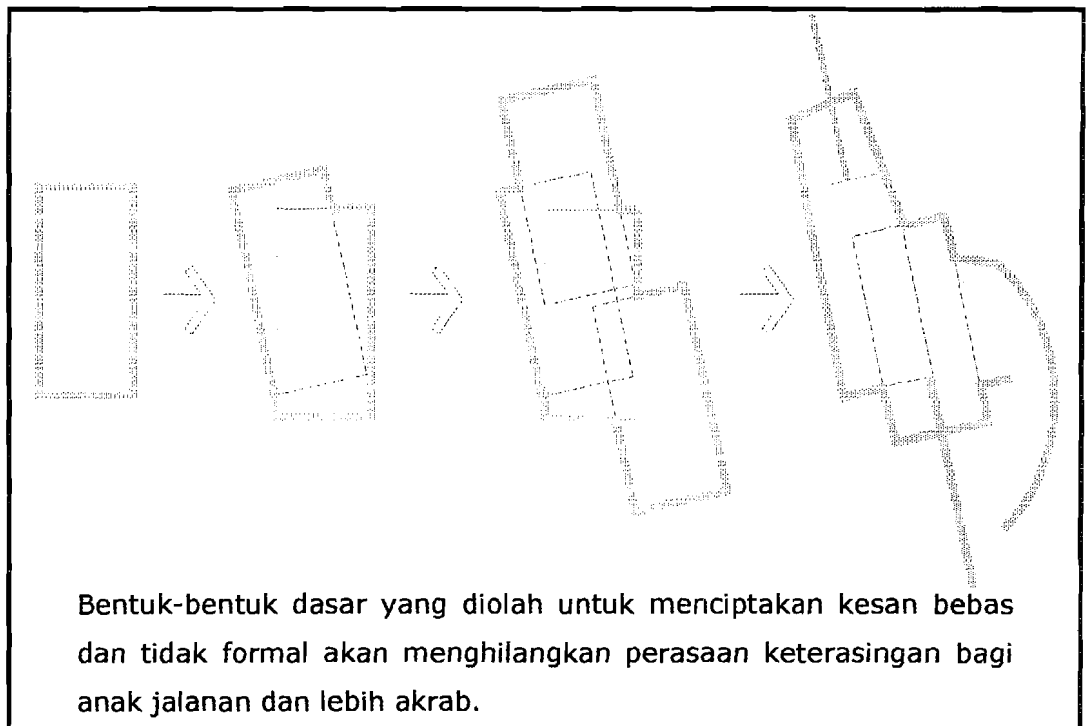 Bentuk-bentuk dasar yang diolah untuk menciptakan kesan bebas
dan tidak formal akan menghilangkan perasaan keterasingan bagi
anak jalanan dan lebih akrab.